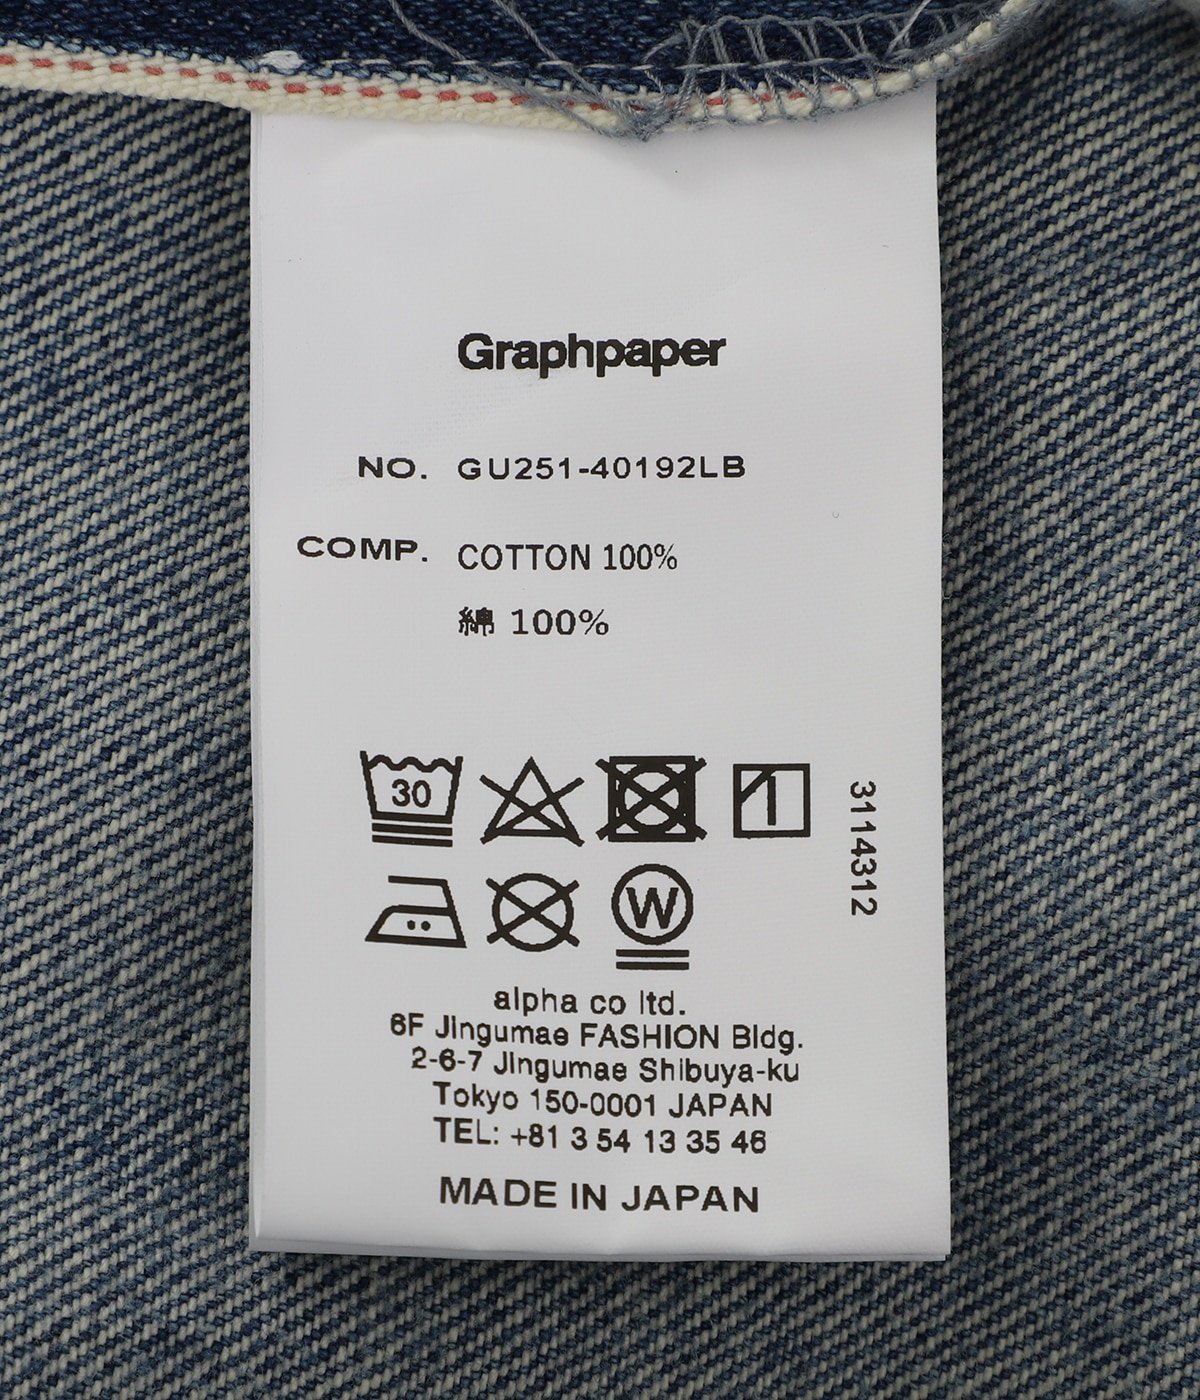 Graphpaper
NO. GU251-40192LB
COMP. COTTON 100%
綿 100%
30
W
3114312
alpha co ltd.
6F Jingumae FASHION Bldg.
2-6-7 Jingumae Shibuya-ku
Tokyo 150-0001 JAPAN
TEL: +81 3 54 13 35 46
MADE IN JAPAN